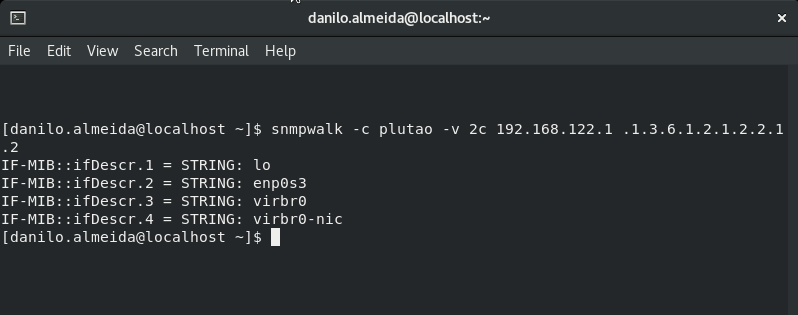 danilo.almeida@localhost:~
File Edit View Search Terminal Help
[danilo.almeida@localhost ~]$ snmpwalk -c plutao -v 2c 192.168.122.1 .1.3.6.1.2.1.2.2.1
.2
IF-MIB::ifDescr.1 = STRING: lo
IF-MIB::ifDescr.2 = STRING: enp0s3
IF-MIB::ifDescr.3 = STRING: virbr0
IF-MIB::ifDescr.4 = STRING: virbr0-nic
[danilo.almeida@localhost ~]$